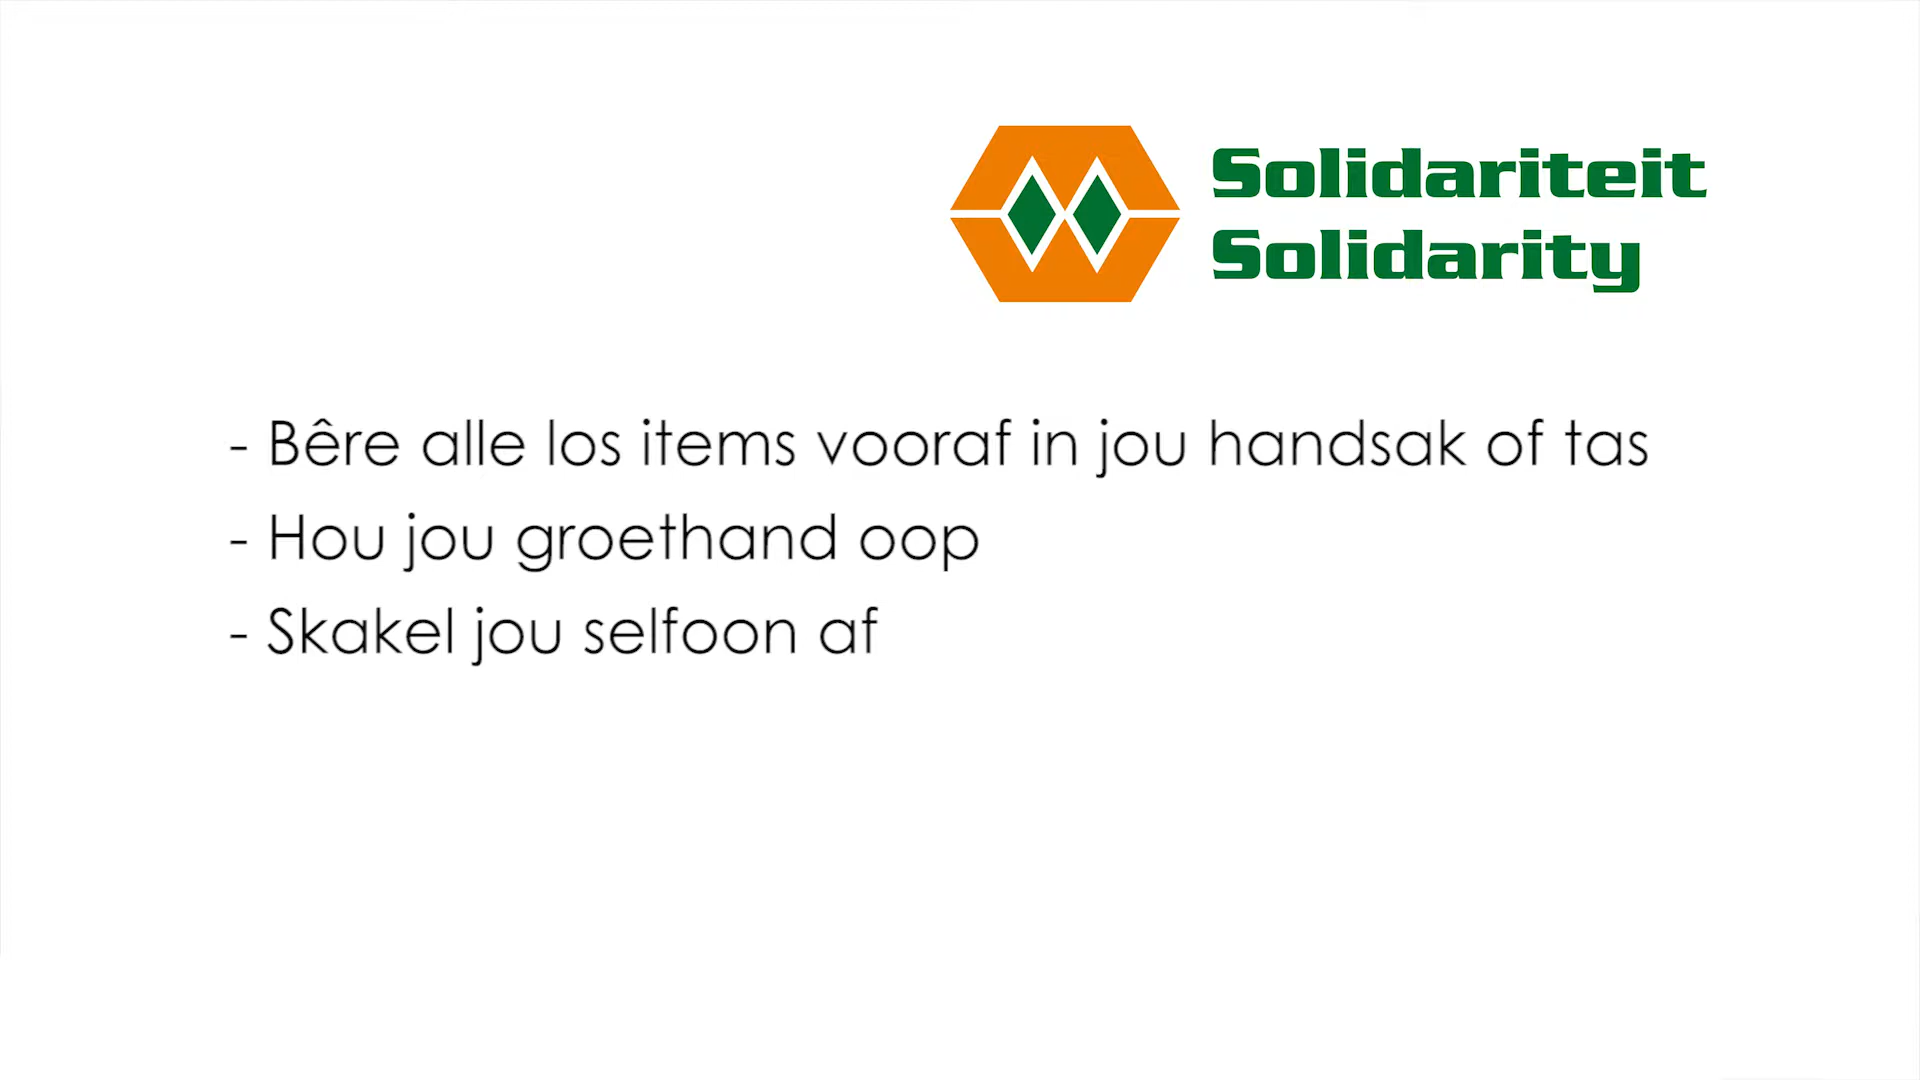 Solidariteit
Solidarity
- Bêre alle los items vooraf in jou handsak of tas
- Hou jou groethand oop
- Skakel jou selfoon af